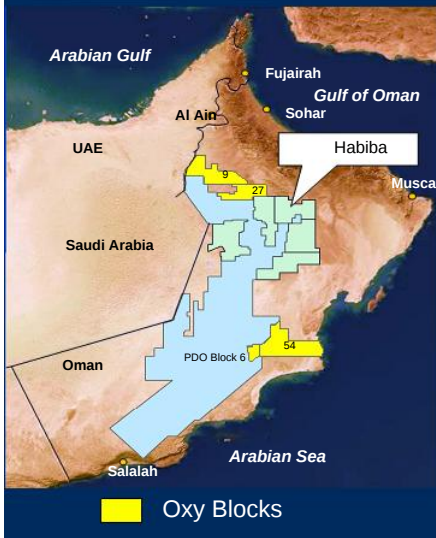 Arabian Gulf
Fujairah
Gulf of Oman
Al Ain
Sohar
UAE
Habiba
9
27
Musca
Saudi Arabia
54
PDO Block 6
Oman
Arabian Sea
Salalah
Oxy Blocks